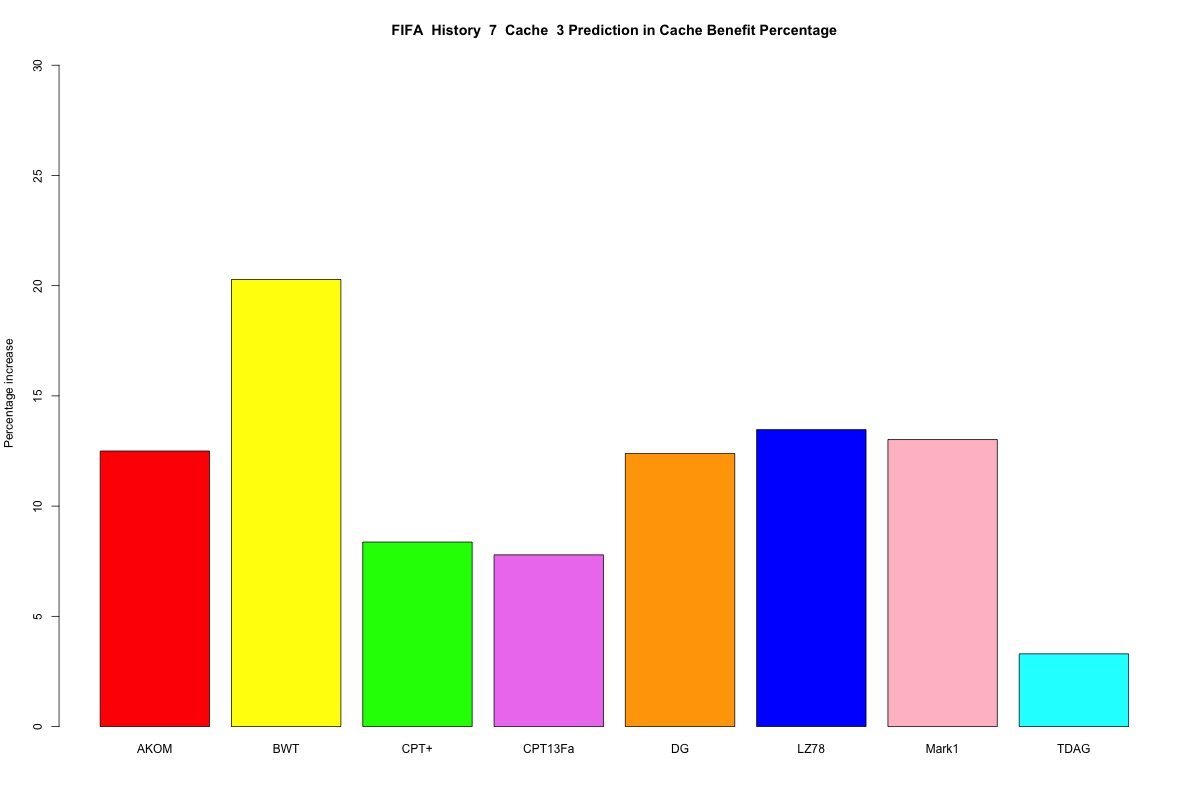 FIFA  History  7  Cache  3 Prediction in Cache Benefit Percentage
Percentage increase
30
25
20
15
10
5
0
AKOM BWT CPT+ CPT13Fa DG LZ78 Mark1 TDAG